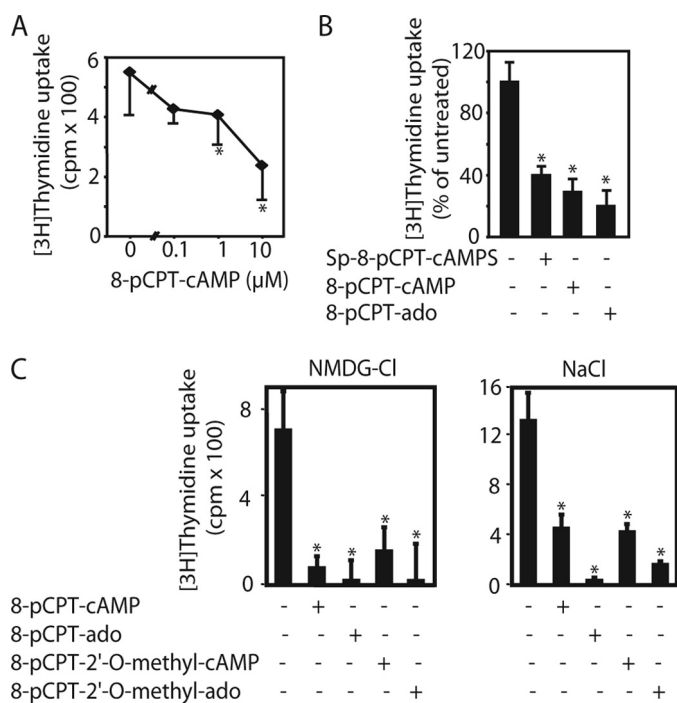 A
[3H]Thymidine uptake
(cpm x 100)
6
4
2
0
0 0.1 1 10
*
*
8-pCPT-cAMP (µM)
B
[3H]Thymidine uptake
(% of untreated)
120
80
40
20
0
* * *
Sp-8-pCPT-cAMPS - + - -
8-pCPT-cAMP - - + -
8-pCPT-ado - - - +
C
[3H]Thymidine uptake
(cpm x 100)
NMDG-Cl
8
4
0
* * * *
NaCl
16
12
8
4
0
* * * *
8-pCPT-cAMP - + - - - - + - - -
8-pCPT-ado - - + - - - - + - -
8-pCPT-2'-O-methyl-cAMP - - - + - - - - + -
8-pCPT-2'-O-methyl-ado - - - - + - - - - +